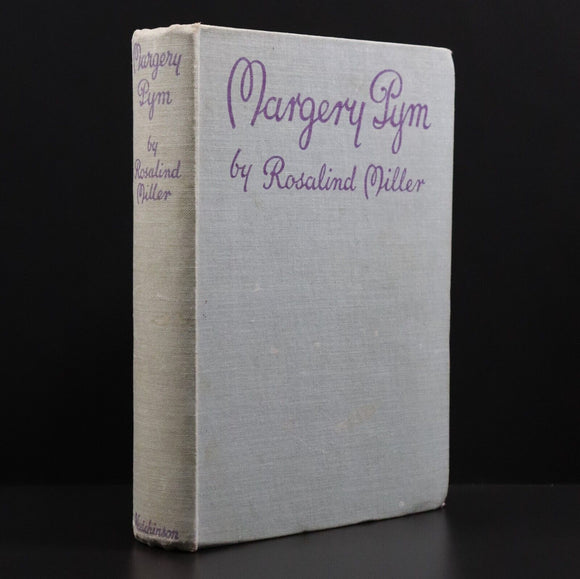 Margery
Pym
by
Rosalind
Miller
Hutchinson
Margery Pym
by Rosalind Miller